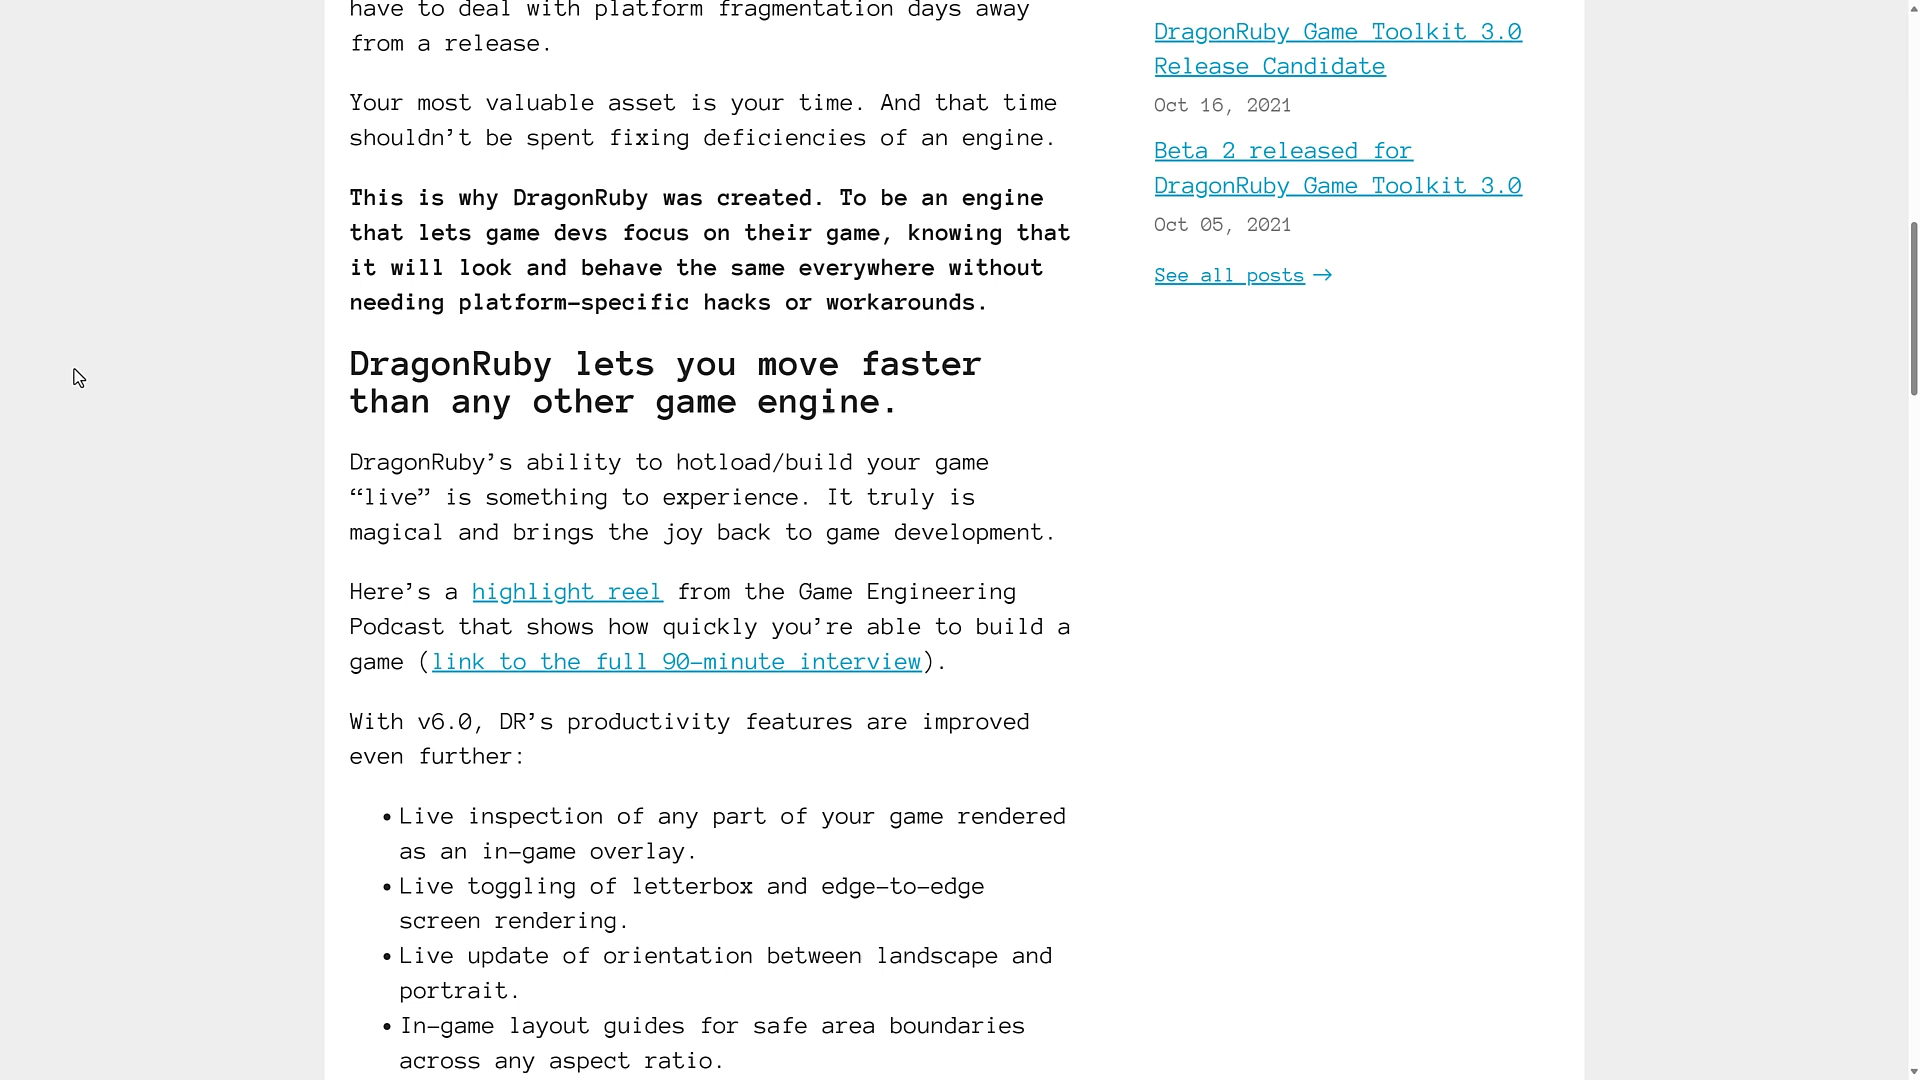 have to deal with platform fragmentation days away
from a release.
Your most valuable asset is your time. And that time
shouldn’t be spent fixing deficiencies of an engine.
This is why DragonRuby was created. To be an engine
that lets game devs focus on their game, knowing that
it will look and behave the same everywhere without
needing platform-specific hacks or workarounds.
DragonRuby lets you move faster
than any other game engine.
DragonRuby’s ability to hotload/build your game
“live” is something to experience. It truly is
magical and brings the joy back to game development.
Here’s a highlight reel from the Game Engineering
Podcast that shows how quickly you’re able to build a
game (link to the full 90-minute interview).
With v6.0, DR’s productivity features are improved
even further:
• Live inspection of any part of your game rendered
as an in-game overlay.
• Live toggling of letterbox and edge-to-edge
screen rendering.
• Live update of orientation between landscape and
portrait.
• In-game layout guides for safe area boundaries
across any aspect ratio.
DragonRuby Game Toolkit 3.0
Release Candidate
Oct 16, 2021
Beta 2 released for
DragonRuby Game Toolkit 3.0
Oct 05, 2021
See all posts →